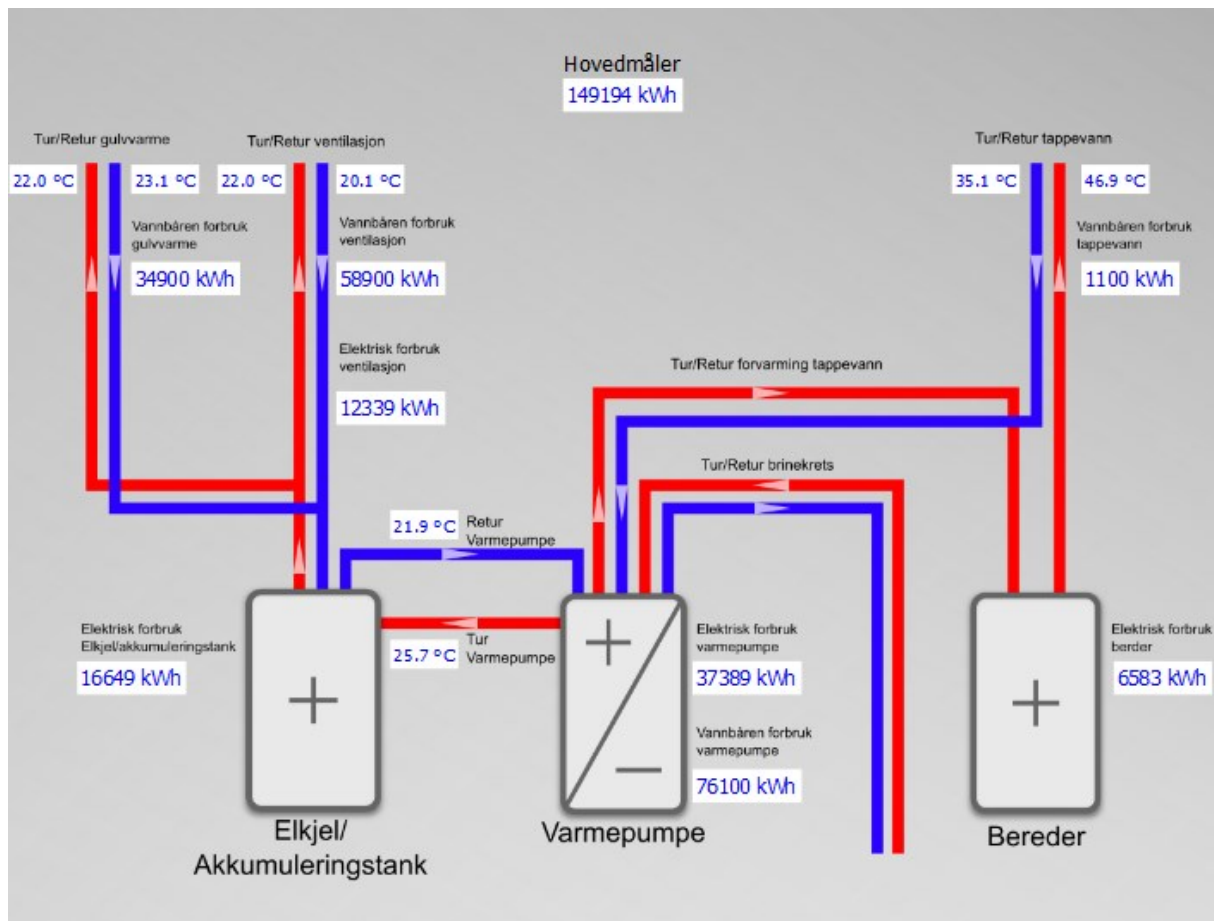 Hovedmåler
149194 kWh
Tur/Retur gulvvarme
Tur/Retur ventilasjon
Tur/Retur tappevann
22.0 °C
23.1 °C
22.0 °C
20.1 °C
35.1 °C
46.9 °C
Vannbåren forbruk
gulvvarme
34900 kWh
Vannbåren forbruk
ventilasjon
58900 kWh
Vannbåren forbruk
tappevann
1100 kWh
Elektrisk forbruk
ventilasjon
12339 kWh
Tur/Retur forvarming tappevann
Tur/Retur brinekrets
21.9 °C
Retur
Varmepumpe
25.7 °C
Tur
Varmepumpe
Elektrisk forbruk
Elkjel/akkumuleringstank
16649 kWh
Elektrisk forbruk
varmepumpe
37389 kWh
Vannbåren forbruk
varmepumpe
76100 kWh
Elektrisk forbruk
berder
6583 kWh
Elkjel/
Akkumuleringstank
Varmepumpe
Bereder